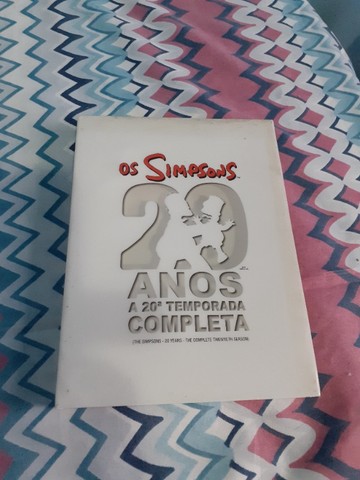 OS SIMPSONS
20
ANOS
A 20ª TEMPORADA
COMPLETA
(THE SIMPSONS - 20 YEARS - THE COMPLETE TWENTIETH SEASON)